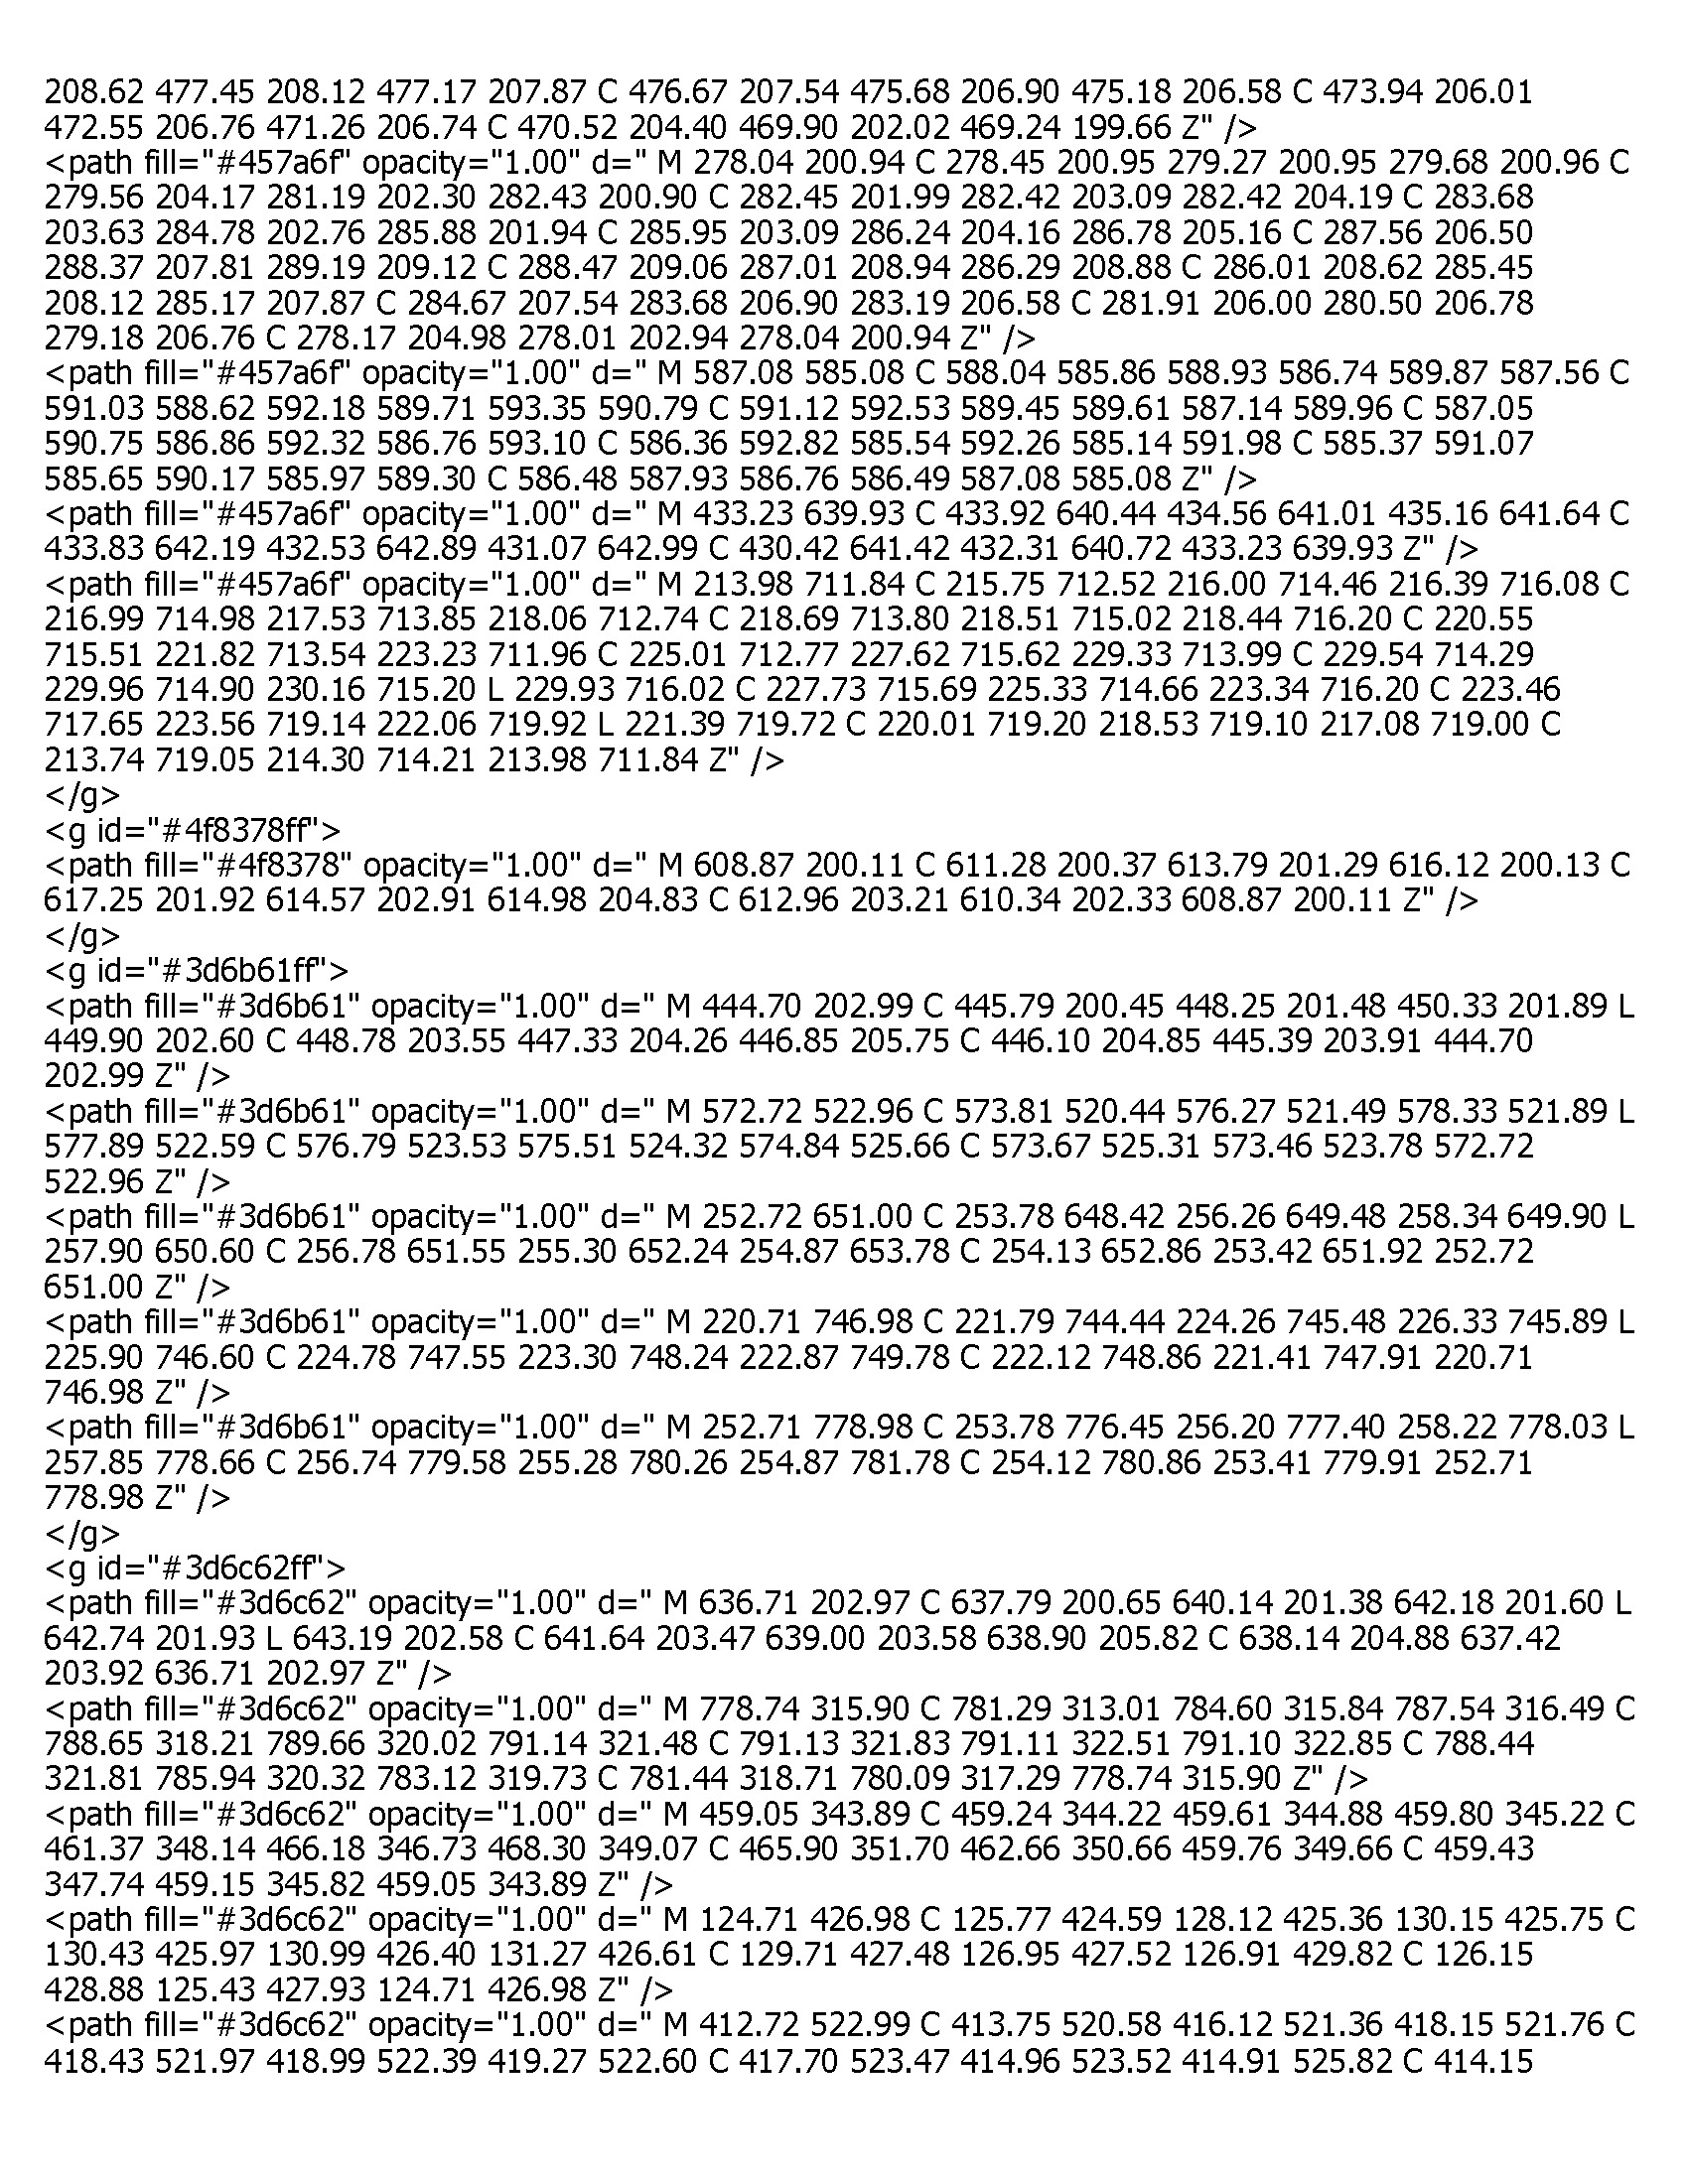 208.62 477.45 208.12 477.17 207.87 C 476.67 207.54 475.68 206.90 475.18 206.58 C 473.94 206.01
472.55 206.76 471.26 206.74 C 470.52 204.40 469.90 202.02 469.24 199.66 Z" />
<path fill="#457a6f" opacity="1.00" d=" M 278.04 200.94 C 278.45 200.95 279.27 200.95 279.68 200.96 C
279.56 204.17 281.19 202.30 282.43 200.90 C 282.45 201.99 282.42 203.09 282.42 204.19 C 283.68
203.63 284.78 202.76 285.88 201.94 C 285.95 203.09 286.24 204.16 286.78 205.16 C 287.56 206.50
288.37 207.81 289.19 209.12 C 288.47 209.06 287.01 208.94 286.29 208.88 C 286.01 208.62 285.45
208.12 285.17 207.87 C 284.67 207.54 283.68 206.90 283.19 206.58 C 281.91 206.00 280.50 206.78
279.18 206.76 C 278.17 204.98 278.01 202.94 278.04 200.94 Z" />
<path fill="#457a6f" opacity="1.00" d=" M 587.08 585.08 C 588.04 585.86 588.93 586.74 589.87 587.56 C
591.03 588.62 592.18 589.71 593.35 590.79 C 591.12 592.53 589.45 589.61 587.14 589.96 C 587.05
590.75 586.86 592.32 586.76 593.10 C 586.36 592.82 585.54 592.26 585.14 591.98 C 585.37 591.07
585.65 590.17 585.97 589.30 C 586.48 587.93 586.76 586.49 587.08 585.08 Z" />
<path fill="#457a6f" opacity="1.00" d=" M 433.23 639.93 C 433.92 640.44 434.56 641.01 435.16 641.64 C
433.83 642.19 432.53 642.89 431.07 642.99 C 430.42 641.42 432.31 640.72 433.23 639.93 Z" />
<path fill="#457a6f" opacity="1.00" d=" M 213.98 711.84 C 215.75 712.52 216.00 714.46 216.39 716.08 C
216.99 714.98 217.53 713.85 218.06 712.74 C 218.69 713.80 218.51 715.02 218.44 716.20 C 220.55
715.51 221.82 713.54 223.23 711.96 C 225.01 712.77 227.62 715.62 229.33 713.99 C 229.54 714.29
229.96 714.90 230.16 715.20 L 229.93 716.02 C 227.73 715.69 225.33 714.66 223.34 716.20 C 223.46
717.65 223.56 719.14 222.06 719.92 L 221.39 719.72 C 220.01 719.20 218.53 719.10 217.08 719.00 C
213.74 719.05 214.30 714.21 213.98 711.84 Z" />
</g>
<g id="#4f8378ff">
<path fill="#4f8378" opacity="1.00" d=" M 608.87 200.11 C 611.28 200.37 613.79 201.29 616.12 200.13 C
617.25 201.92 614.57 202.91 614.98 204.83 C 612.96 203.21 610.34 202.33 608.87 200.11 Z" />
</g>
<g id="#3d6b61ff">
<path fill="#3d6b61" opacity="1.00" d=" M 444.70 202.99 C 445.79 200.45 448.25 201.48 450.33 201.89 L
449.90 202.60 C 448.78 203.55 447.33 204.26 446.85 205.75 C 446.10 204.85 445.39 203.91 444.70
202.99 Z" />
<path fill="#3d6b61" opacity="1.00" d=" M 572.72 522.96 C 573.81 520.44 576.27 521.49 578.33 521.89 L
577.89 522.59 C 576.79 523.53 575.51 524.32 574.84 525.66 C 573.67 525.31 573.46 523.78 572.72
522.96 Z" />
<path fill="#3d6b61" opacity="1.00" d=" M 252.72 651.00 C 253.78 648.42 256.26 649.48 258.34 649.90 L
257.90 650.60 C 256.78 651.55 255.30 652.24 254.87 653.78 C 254.13 652.86 253.42 651.92 252.72
651.00 Z" />
<path fill="#3d6b61" opacity="1.00" d=" M 220.71 746.98 C 221.79 744.44 224.26 745.48 226.33 745.89 L
225.90 746.60 C 224.78 747.55 223.30 748.24 222.87 749.78 C 222.12 748.86 221.41 747.91 220.71
746.98 Z" />
<path fill="#3d6b61" opacity="1.00" d=" M 252.71 778.98 C 253.78 776.45 256.20 777.40 258.22 778.03 L
257.85 778.66 C 256.74 779.58 255.28 780.26 254.87 781.78 C 254.12 780.86 253.41 779.91 252.71
778.98 Z" />
</g>
<g id="#3d6c62ff">
<path fill="#3d6c62" opacity="1.00" d=" M 636.71 202.97 C 637.79 200.65 640.14 201.38 642.18 201.60 L
642.74 201.93 L 643.19 202.58 C 641.64 203.47 639.00 203.58 638.90 205.82 C 638.14 204.88 637.42
203.92 636.71 202.97 Z" />
<path fill="#3d6c62" opacity="1.00" d=" M 778.74 315.90 C 781.29 313.01 784.60 315.84 787.54 316.49 C
788.65 318.21 789.66 320.02 791.14 321.48 C 791.13 321.83 791.11 322.51 791.10 322.85 C 788.44
321.81 785.94 320.32 783.12 319.73 C 781.44 318.71 780.09 317.29 778.74 315.90 Z" />
<path fill="#3d6c62" opacity="1.00" d=" M 459.05 343.89 C 459.24 344.22 459.61 344.88 459.80 345.22 C
461.37 348.14 466.18 346.73 468.30 349.07 C 465.90 351.70 462.66 350.66 459.76 349.66 C 459.43
347.74 459.15 345.82 459.05 343.89 Z" />
<path fill="#3d6c62" opacity="1.00" d=" M 124.71 426.98 C 125.77 424.59 128.12 425.36 130.15 425.75 C
130.43 425.97 130.99 426.40 131.27 426.61 C 129.71 427.48 126.95 427.52 126.91 429.82 C 126.15
428.88 125.43 427.93 124.71 426.98 Z" />
<path fill="#3d6c62" opacity="1.00" d=" M 412.72 522.99 C 413.75 520.58 416.12 521.36 418.15 521.76 C
418.43 521.97 418.99 522.39 419.27 522.60 C 417.70 523.47 414.96 523.52 414.91 525.82 C 414.15